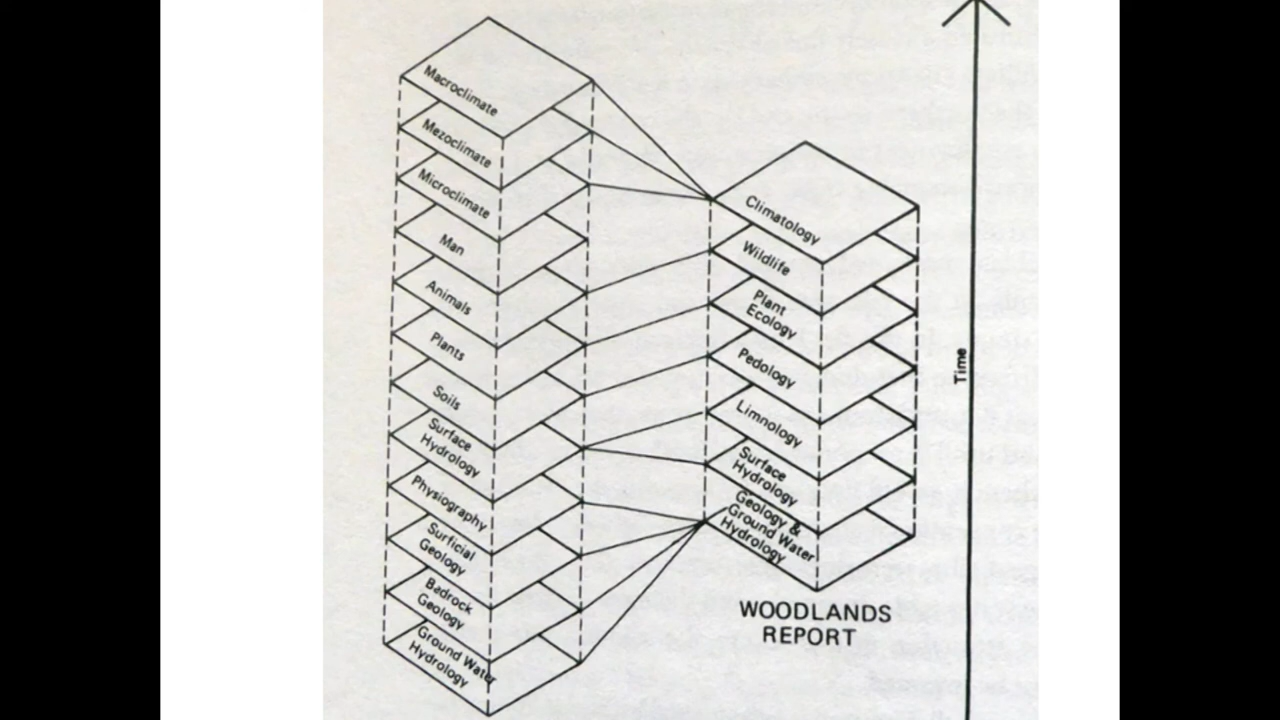 Macroclimate
Mezoclimate
Microclimate
Man
Animals
Plants
Soils
Surface
Hydrology
Physiography
Surficial
Geology
Badrock
Geology
Ground Water
Hydrology
Climatology
Wildlife
Plant
Ecology
Pedology
Limnology
Surface
Hydrology
Geology &
Ground Water
Hydrology
WOODLANDS
REPORT
Time